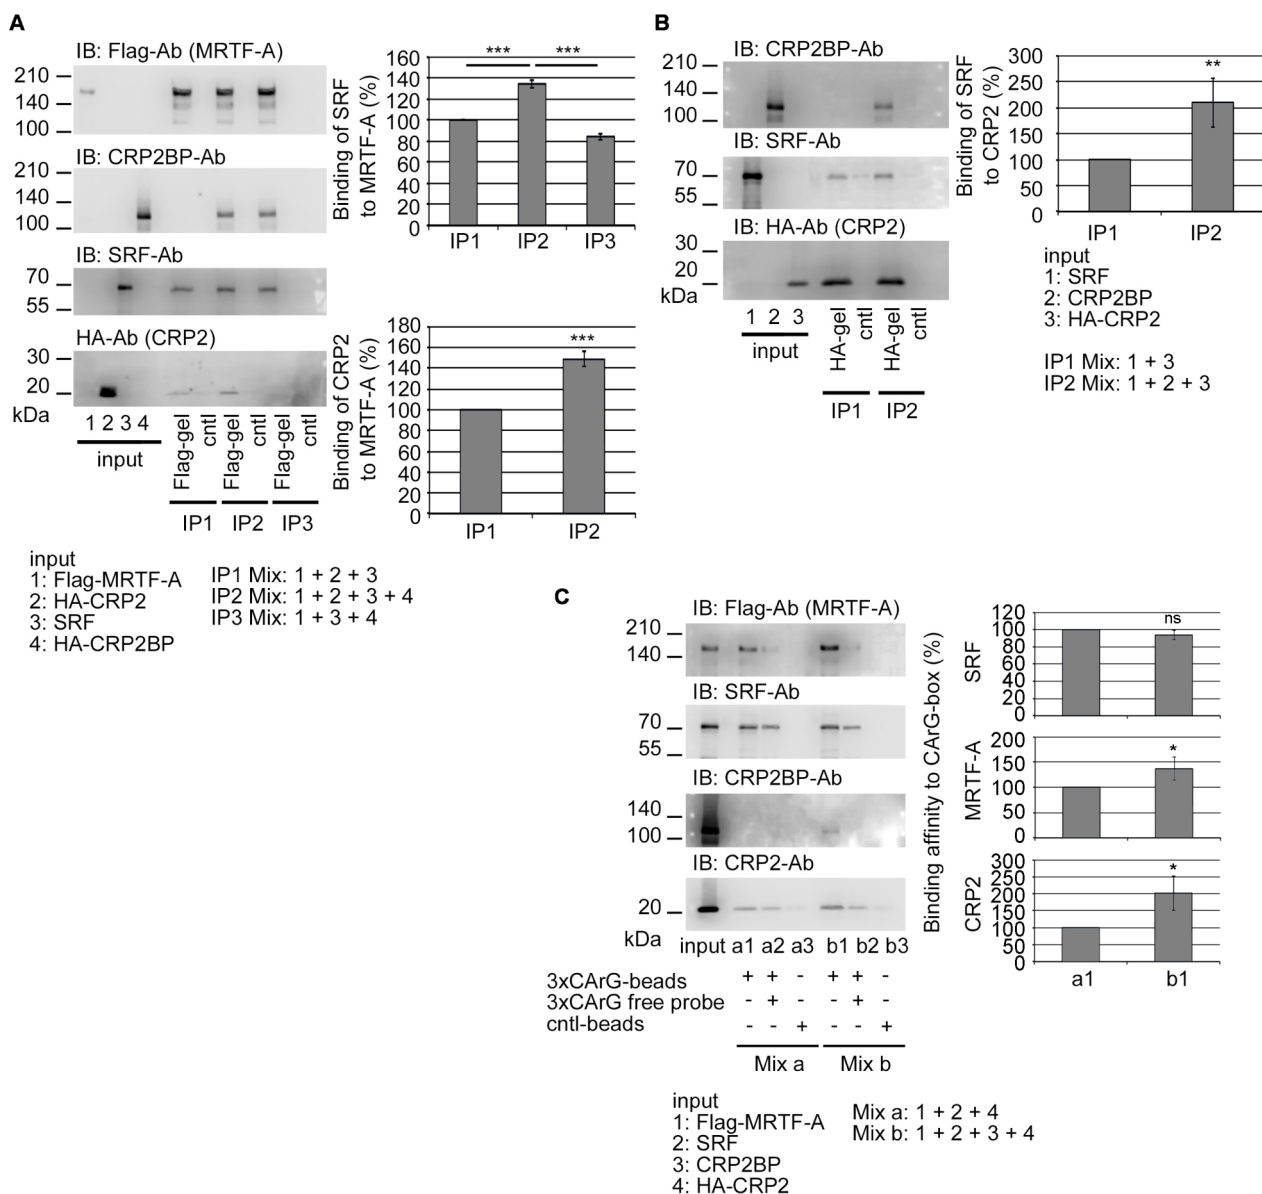 A
IB: Flag-Ab (MRTF-A)
210
140
100
IB: CRP2BP-Ab
210
140
100
IB: SRF-Ab
70
55
HA-Ab (CRP2)
30
20
kDa
1 2 3 4
input
Flag-gel
cntl
Flag-gel
cntl
Flag-gel
cntl
IP1 IP2 IP3
input
1: Flag-MRTF-A
2: HA-CRP2
3: SRF
4: HA-CRP2BP
IP1 Mix: 1 + 2 + 3
IP2 Mix: 1 + 2 + 3 + 4
IP3 Mix: 1 + 3 + 4
Binding of SRF
to MRTF-A (%)
160
140
120
100
80
60
40
20
0
*** ***
IP1 IP2 IP3
Binding of CRP2
to MRTF-A (%)
180
160
140
120
100
80
60
40
20
0
***
IP1 IP2
B
IB: CRP2BP-Ab
210
140
100
IB: SRF-Ab
70
55
IB: HA-Ab (CRP2)
30
20
kDa
1 2 3
input
HA-gel
cntl
HA-gel
cntl
IP1 IP2
Binding of SRF
to CRP2 (%)
300
250
200
150
100
50
0
**
IP1 IP2
input
1: SRF
2: CRP2BP
3: HA-CRP2
IP1 Mix: 1 + 3
IP2 Mix: 1 + 2 + 3
C
IB: Flag-Ab (MRTF-A)
210
140
IB: SRF-Ab
70
55
IB: CRP2BP-Ab
140
100
IB: CRP2-Ab
20
kDa
input a1 a2 a3 b1 b2 b3
3xCArG-beads + + - + + -
3xCArG free probe - + - - + -
cntl-beads - - + - - +
Mix a Mix b
input
1: Flag-MRTF-A
2: SRF
3: CRP2BP
4: HA-CRP2
Mix a: 1 + 2 + 4
Mix b: 1 + 2 + 3 + 4
Binding affinity to CArG-box (%)
SRF
120
100
80
60
40
20
0
ns
MRTF-A
200
150
100
50
0
*
CRP2
300
250
200
150
100
50
0
*
a1 b1